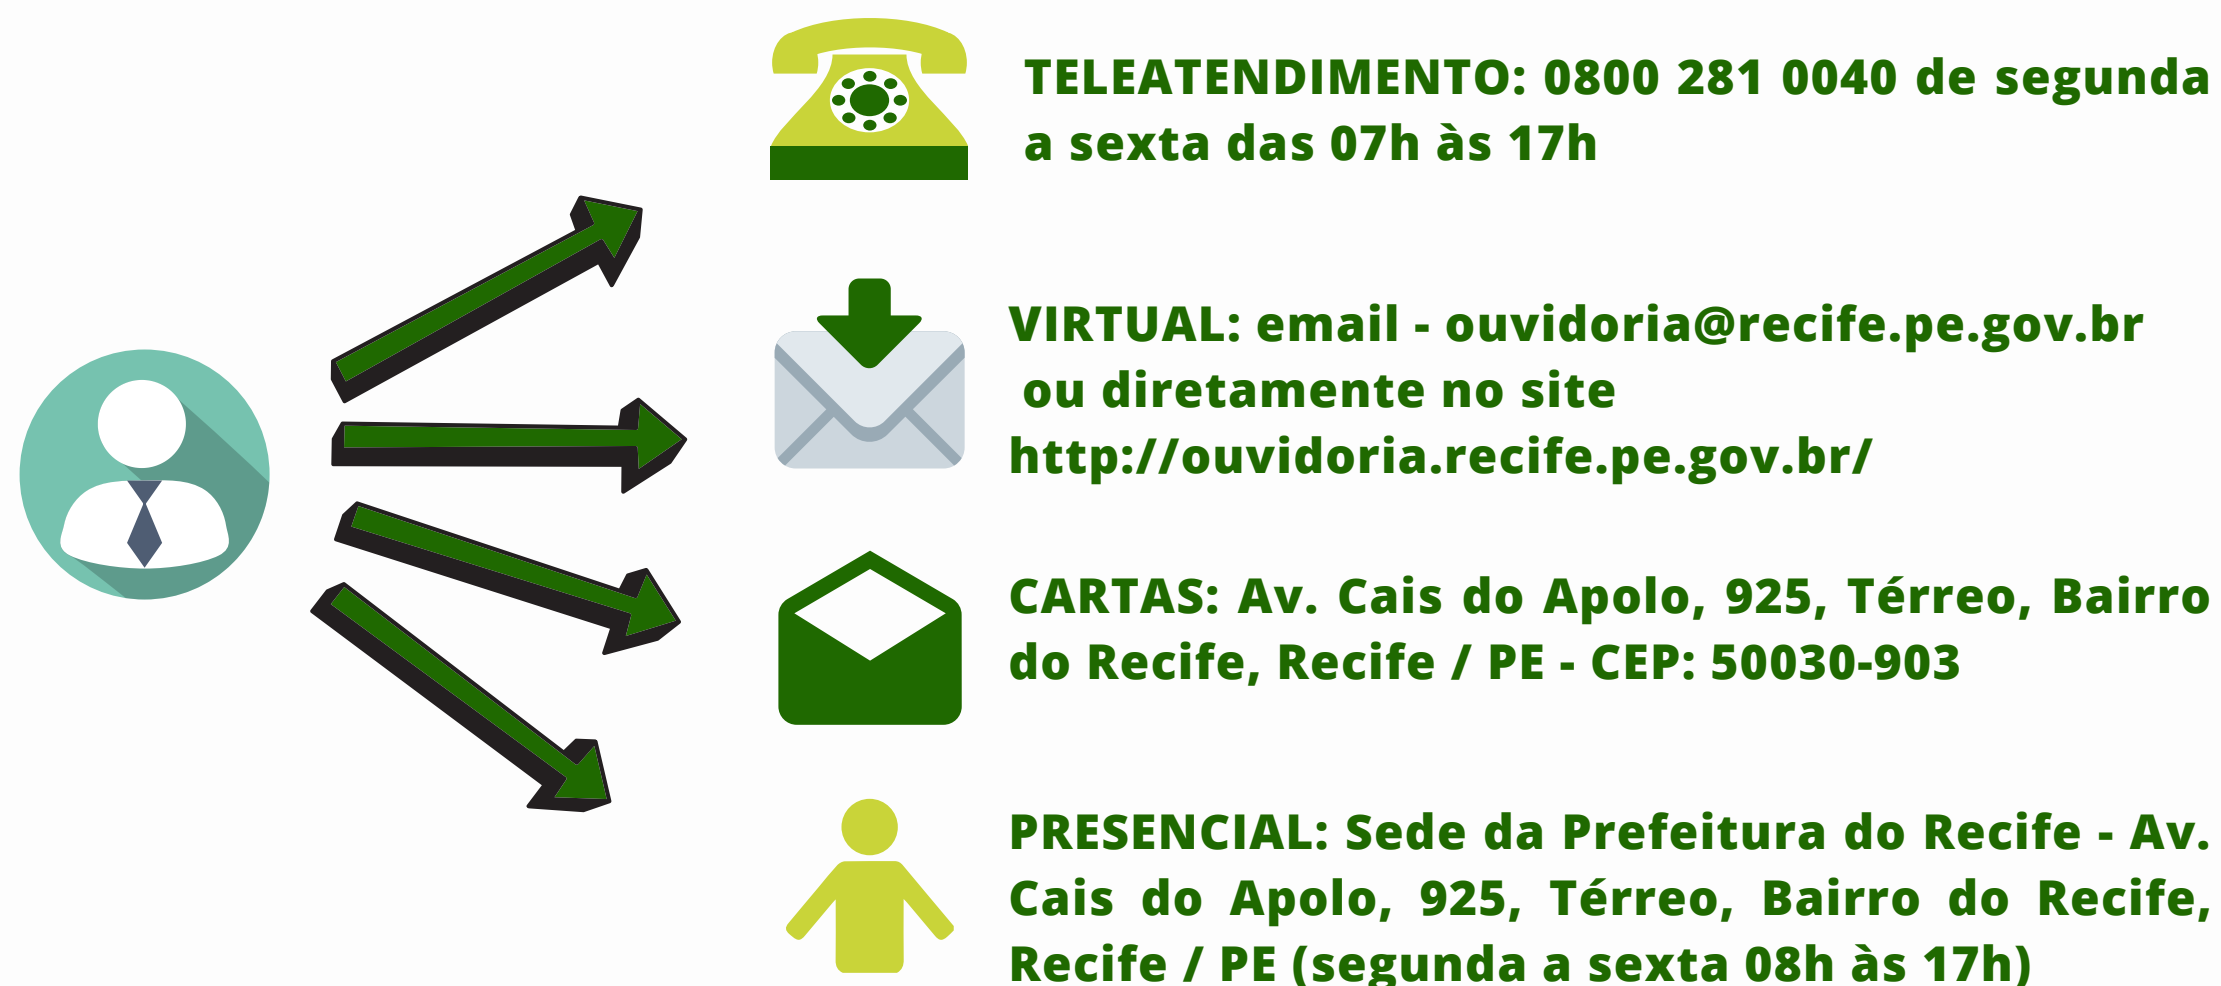 TELEATENDIMENTO: 0800 281 0040 de segunda
a sexta das 07h às 17h
VIRTUAL: email - ouvidoria@recife.pe.gov.br
ou diretamente no site
http://ouvidoria.recife.pe.gov.br/
CARTAS: Av. Cais do Apolo, 925, Térreo, Bairro
do Recife, Recife / PE - CEP: 50030-903
PRESENCIAL: Sede da Prefeitura do Recife - Av.
Cais do Apolo, 925, Térreo, Bairro do Recife,
Recife / PE (segunda a sexta 08h às 17h)